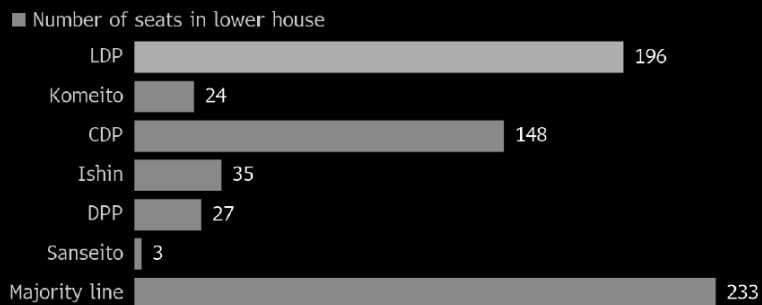 Number of seats in lower house
LDP 196
Komeito 24
CDP 148
Ishin 35
DPP 27
Sanseito 3
Majority line 233